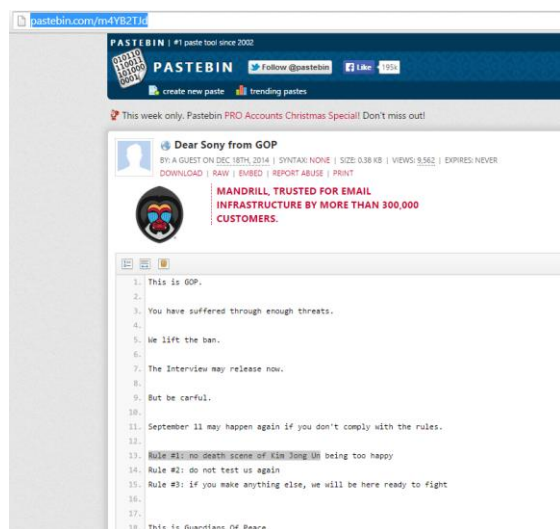 pastebin.com/m4YB2TJd
PASTEBIN | #1 paste tool since 2002
PASTEBIN
Follow @pastebin
Like 195k
create new paste
trending pastes
This week only. Pastebin PRO Accounts Christmas Special! Don't miss out!
Dear Sony from GOP
BY: A GUEST ON DEC 18TH, 2014 | SYNTAX: NONE | SIZE: 0.38 KB | VIEWS: 9,562 | EXPIRES: NEVER
DOWNLOAD | RAW | EMBED | REPORT ABUSE | PRINT
MANDRILL, TRUSTED FOR EMAIL
INFRASTRUCTURE BY MORE THAN 300,000
CUSTOMERS.
1. This is GOP.
2.
3. You have suffered through enough threats.
4.
5. We lift the ban.
6.
7. The Interview may release now.
8.
9. But be carful.
10.
11. September 11 may happen again if you don't comply with the rules.
12.
13. Rule #1: no death scene of Kim Jong Un being too happy
14. Rule #2: do not test us again
15. Rule #3: if you make anything else, we will be here ready to fight
16.
17.
18. This is Guardians Of Peace